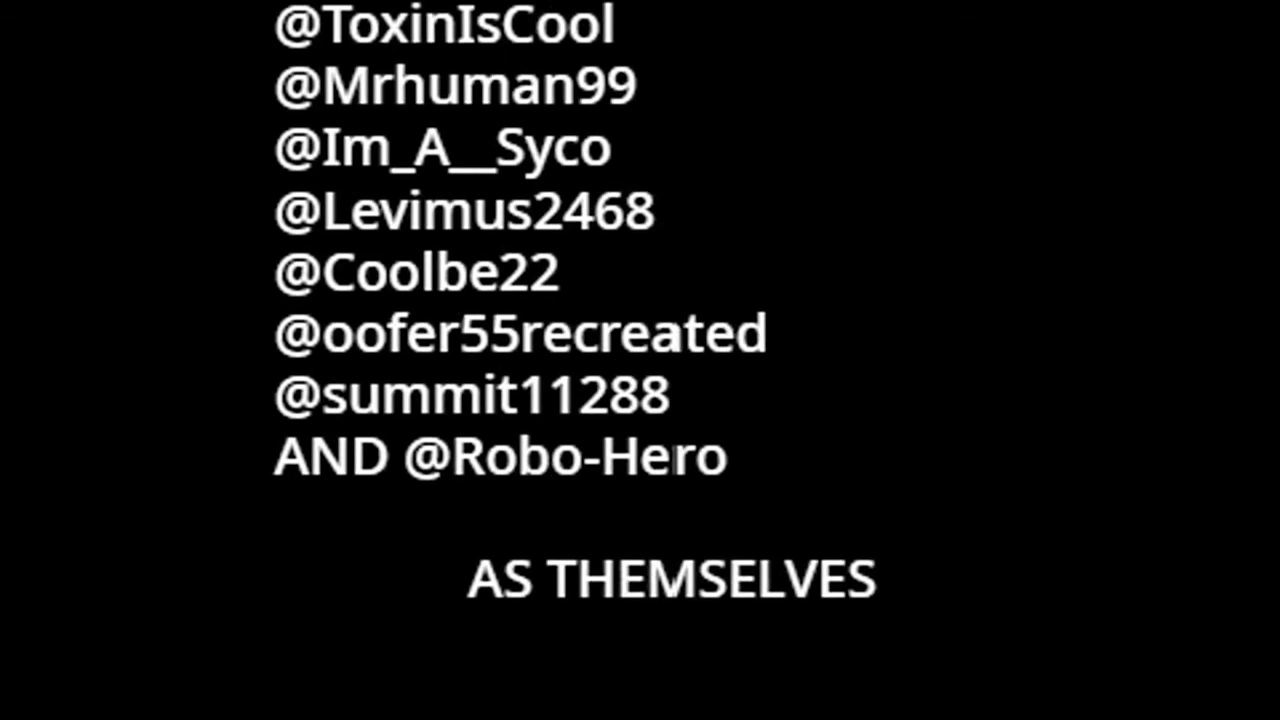 @ToxinIsCool
@Mrhuman99
@Im_A__Syco
@Levimus2468
@Coolbe22
@oofer55recreated
@summit11288
AND @Robo-Hero
AS THEMSELVES